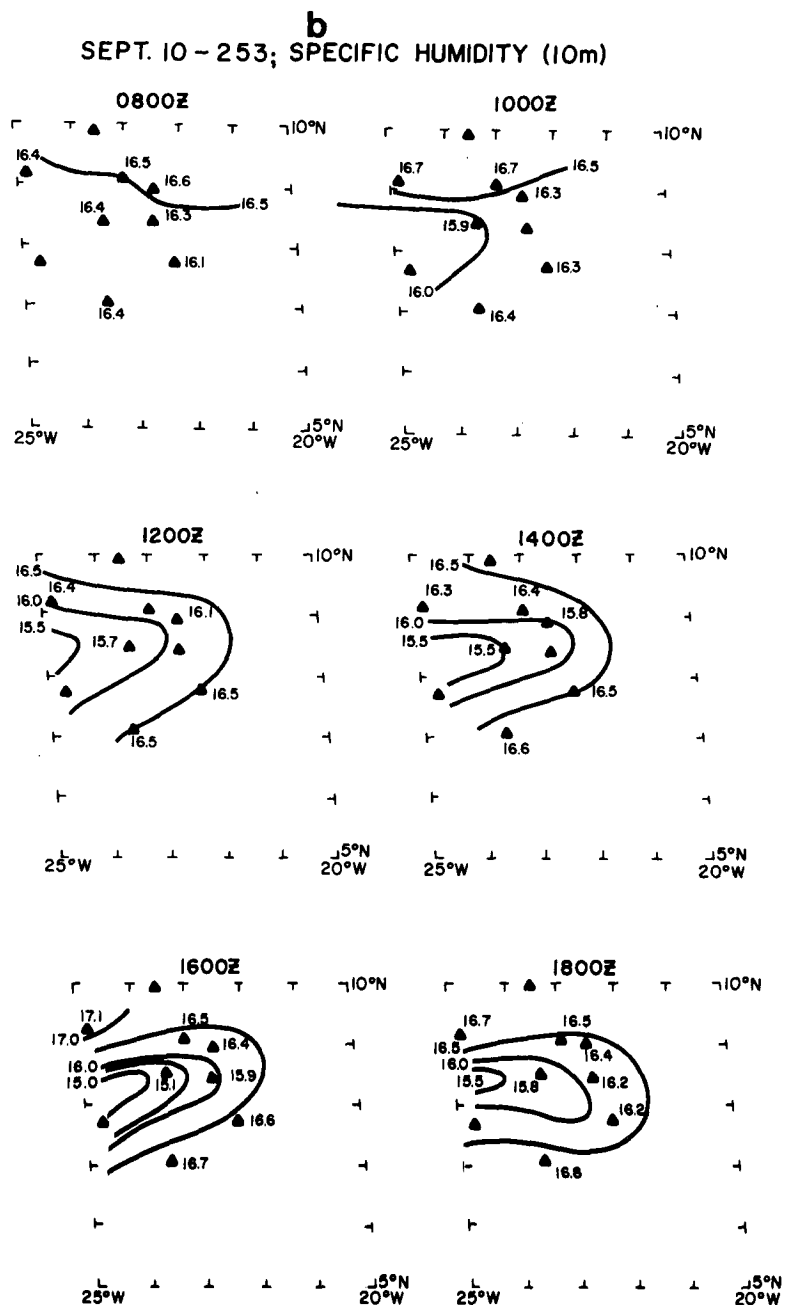 b
SEPT. 10-253; SPECIFIC HUMIDITY (10m)
0800Z
10°N
16.4
16.5
16.6
16.4
16.3
16.5
16.1
16.4
25°W
5°N
20°W
1000Z
10°N
16.7
16.7
16.5
16.3
15.9
16.3
16.0
16.4
25°W
5°N
20°W
1200Z
10°N
16.5
16.4
16.0
16.1
15.5
15.7
16.5
16.5
25°W
5°N
20°W
1400Z
10°N
16.5
16.3
16.4
16.0
15.8
15.5
15.5
16.5
16.6
25°W
5°N
20°W
1600Z
10°N
17.1
17.0
16.5
16.4
16.0
15.0
15.1
15.9
16.6
16.7
25°W
5°N
20°W
1800Z
10°N
16.7
16.5
16.5
16.4
16.0
15.5
15.8
16.2
16.2
16.8
25°W
5°N
20°W